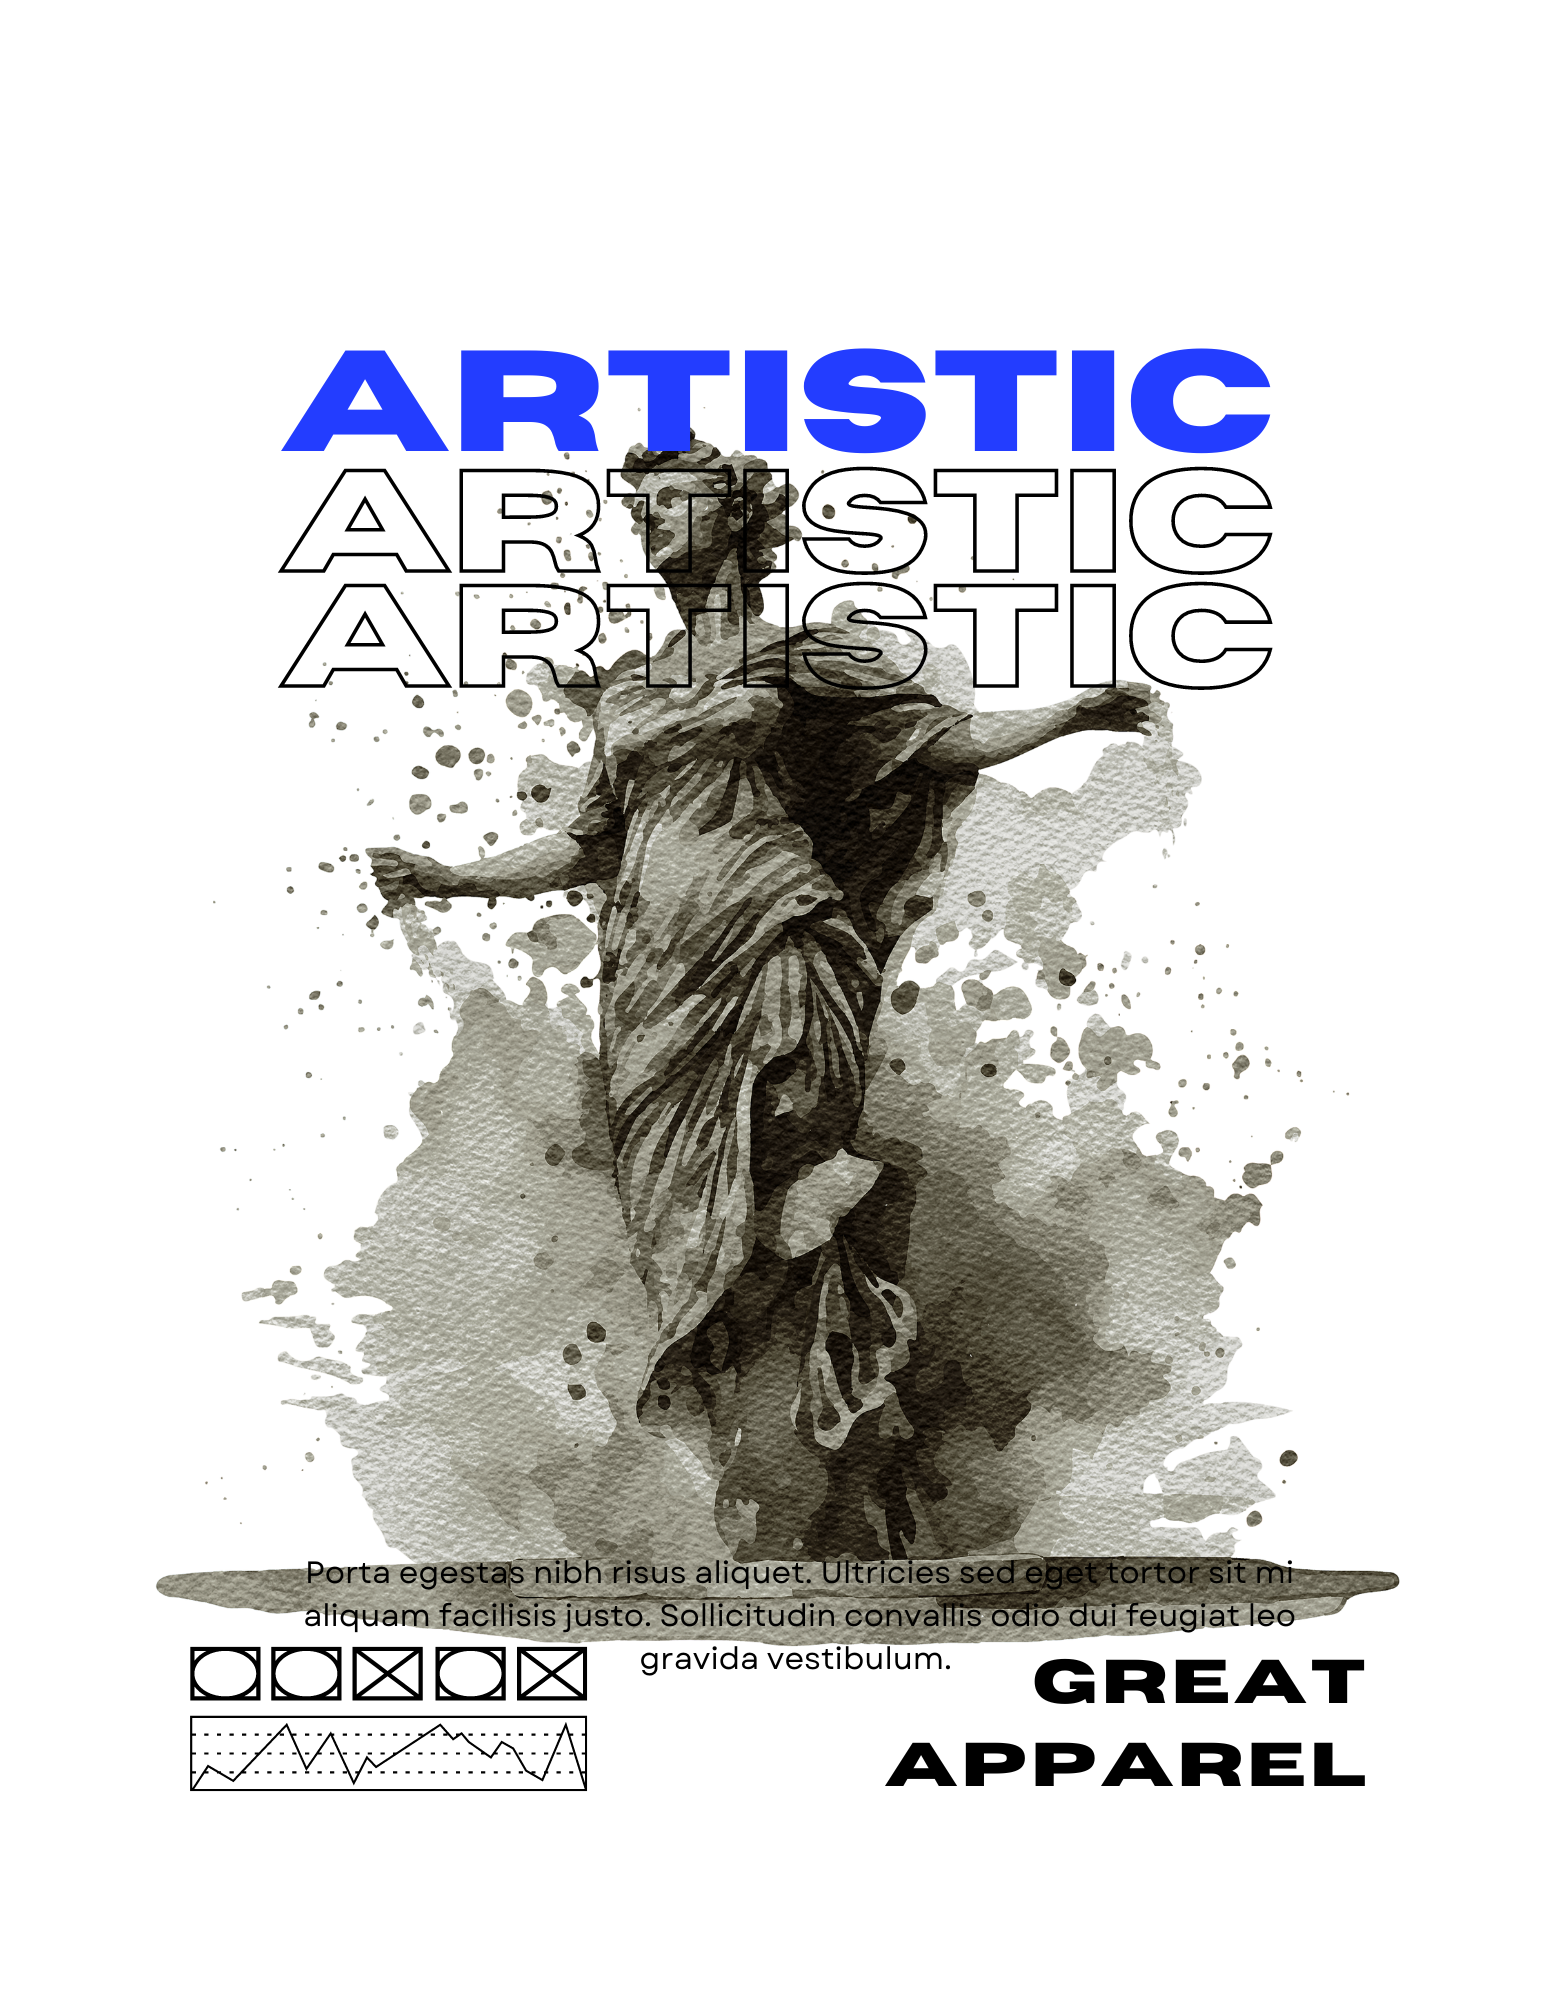 ARTISTIC
ARTISTIC
ARTISTIC
Porta egestas nibh risus aliquet. Ultricies sed eget tortor sit mi
aliquam facilisis justo. Sollicitudin convallis odio dui feugiat leo
gravida vestibulum.
GREAT
APPAREL